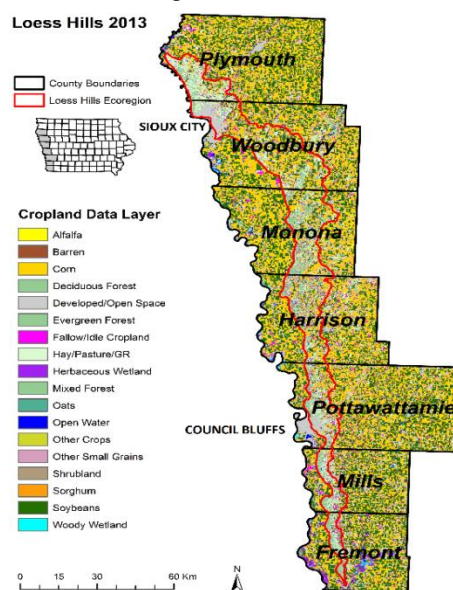 Loess Hills 2013
County Boundaries
Loess Hills Ecoregion
Plymouth
SIOUX CITY
Woodbury
Monona
Cropland Data Layer
Alfalfa
Barren
Corn
Deciduous Forest
Developed/Open Space
Evergreen Forest
Fallow/Idle Cropland
Hay/Pasture/GR
Herbaceous Wetland
Mixed Forest
Oats
Open Water
Other Crops
Other Small Grains
Shrubland
Sorghum
Soybeans
Woody Wetland
Harrison
Pottawattamie
COUNCIL BLUFFS
Mills
Fremont
0 30 60 Km
N